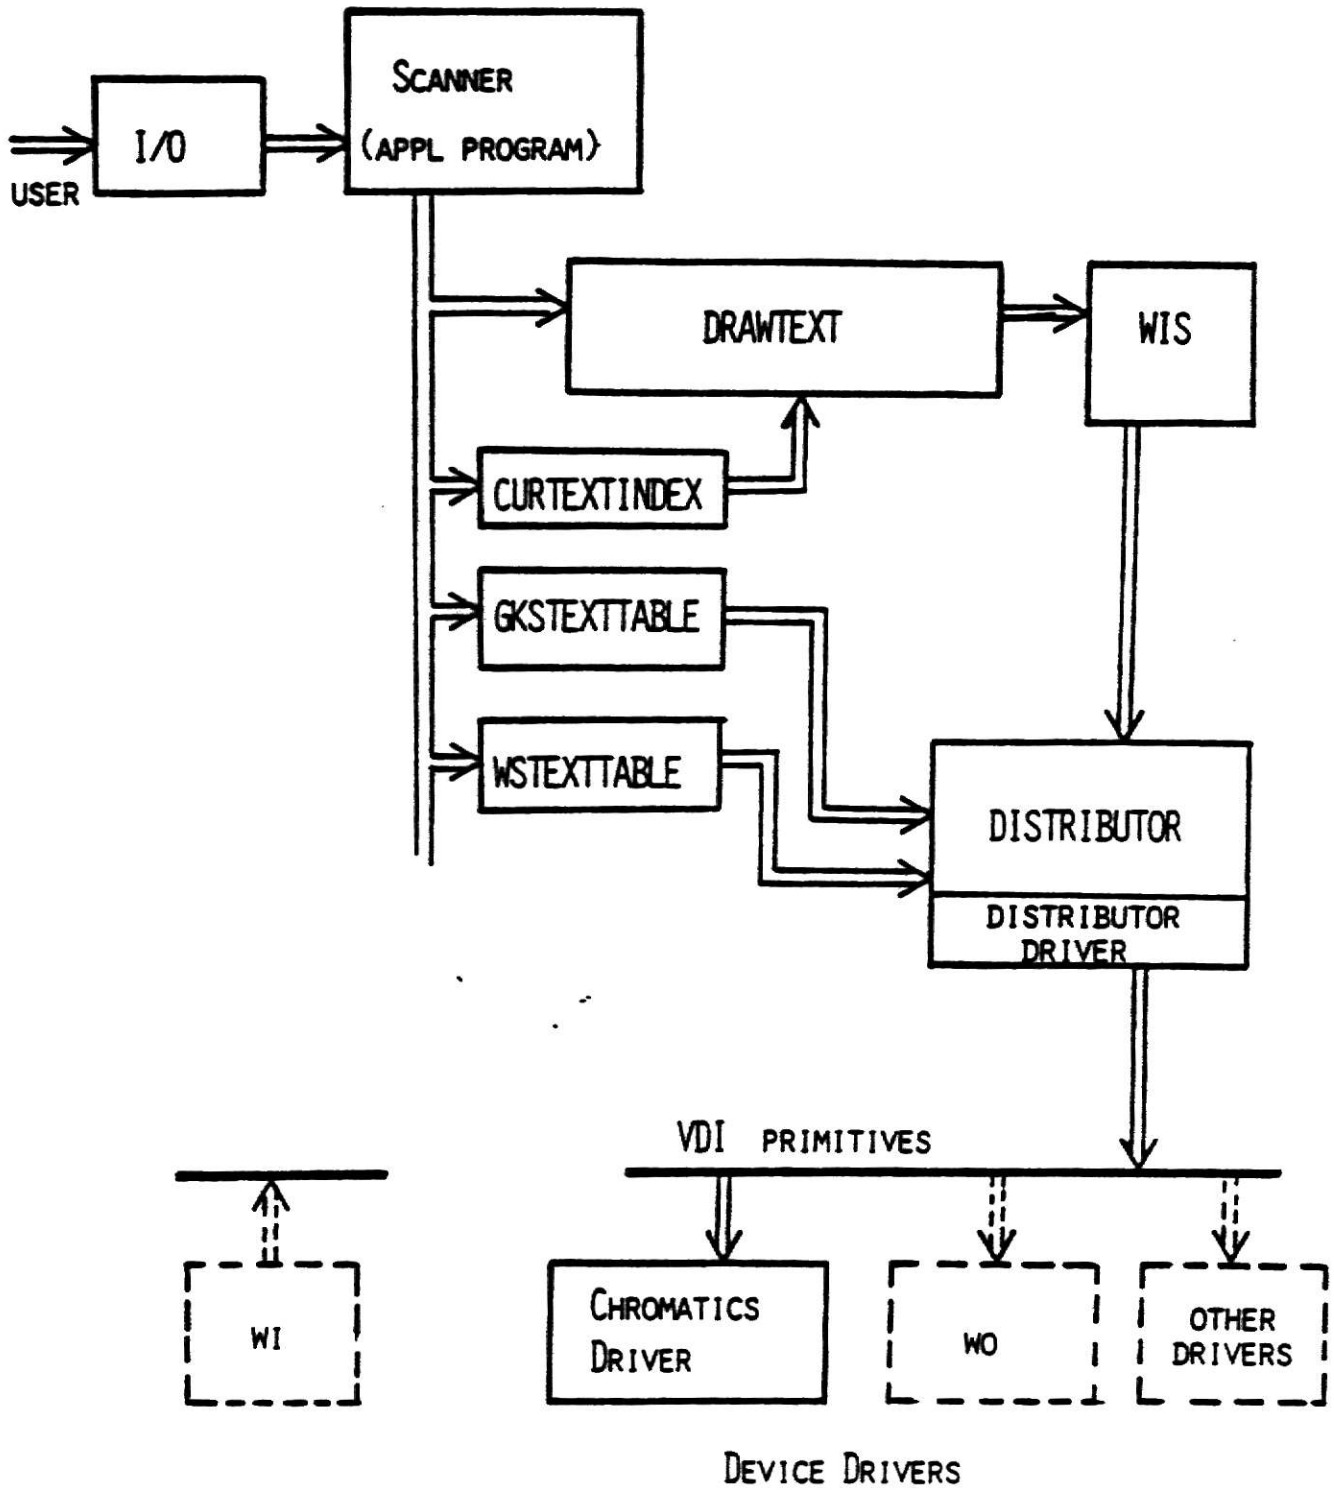 SCANNER
(APPL PROGRAM)
I/O
USER
DRAWTEXT
WIS
CURTEXTINDEX
GKSTEXTTABLE
WSTEXTTABLE
DISTRIBUTOR
DISTRIBUTOR
DRIVER
VDI PRIMITIVES
WI
CHROMATICS
DRIVER
WO
OTHER
DRIVERS
DEVICE DRIVERS